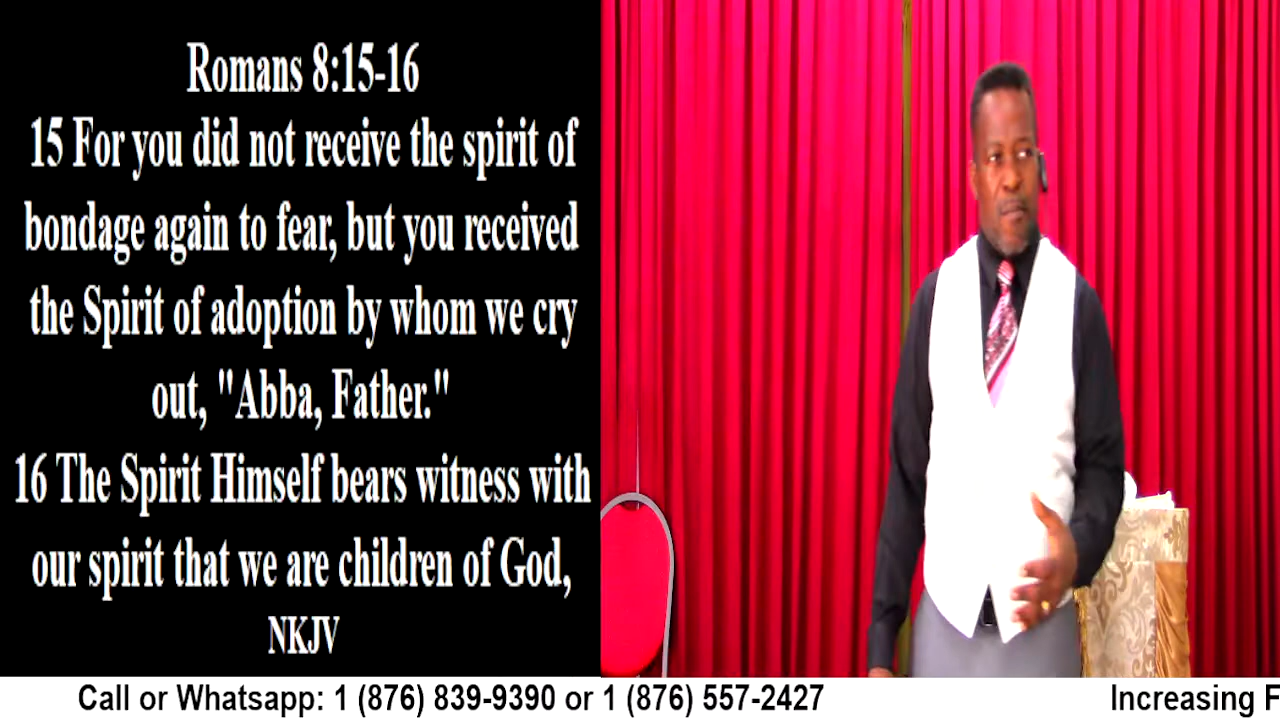 Romans 8:15-16
15 For you did not receive the spirit of
bondage again to fear, but you received
the Spirit of adoption by whom we cry
out, "Abba, Father."
16 The Spirit Himself bears witness with
our spirit that we are children of God,
NKJV
Call or Whatsapp: 1 (876) 839-9390 or 1 (876) 557-2427
Increasing F